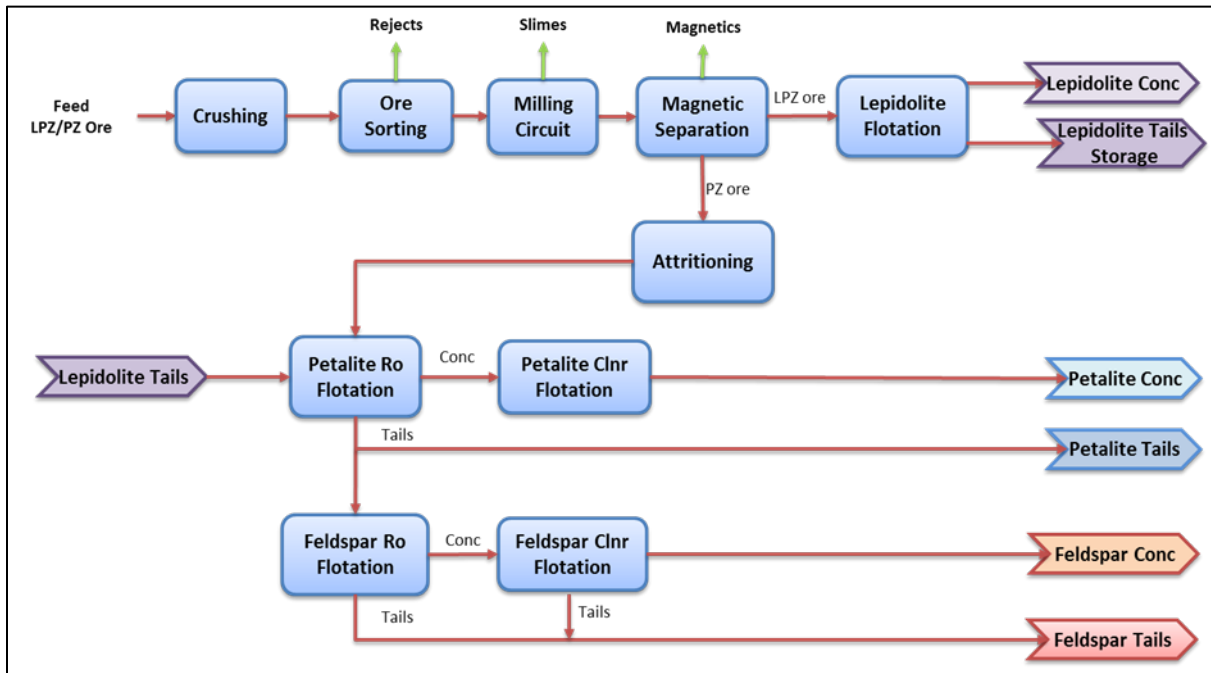 Rejects
Slimes
Magnetics
Feed
LPZ/PZ Ore
Crushing
Ore
Sorting
Milling
Circuit
Magnetic
Separation
LPZ ore
Lepidolite
Flotation
Lepidolite Conc
Lepidolite Tails
Storage
PZ ore
Attritioning
Lepidolite Tails
Petalite Ro
Flotation
Conc
Petalite Clnr
Flotation
Petalite Conc
Tails
Petalite Tails
Feldspar Ro
Flotation
Conc
Feldspar Clnr
Flotation
Feldspar Conc
Tails
Tails
Feldspar Tails